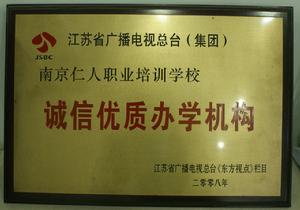 江苏省广播电视总台（集团）
JSBC
南京仁人职业培训学校
诚信优质办学机构
江苏省广播电视总台《东方视点》栏目
二零零八年